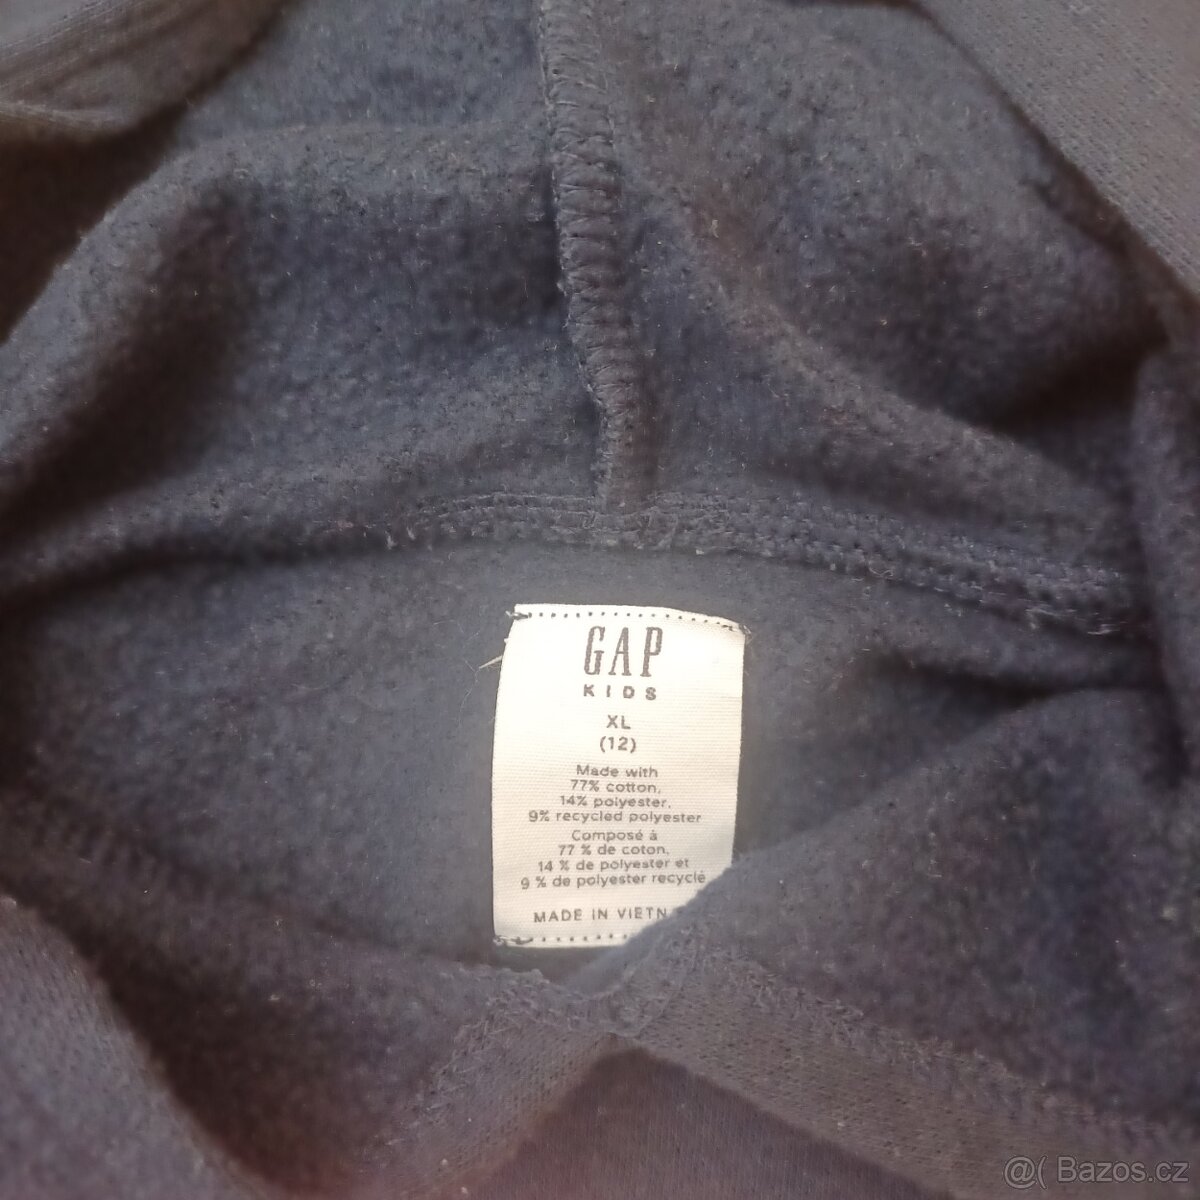 GAP
KIDS
XL
(12)
Made with
77% cotton,
14% polyester,
9% recycled polyester
Composé à
77 % de coton,
14 % de polyester et
9 % de polyester recyclé
MADE IN VIETN
@( Bazos.cz